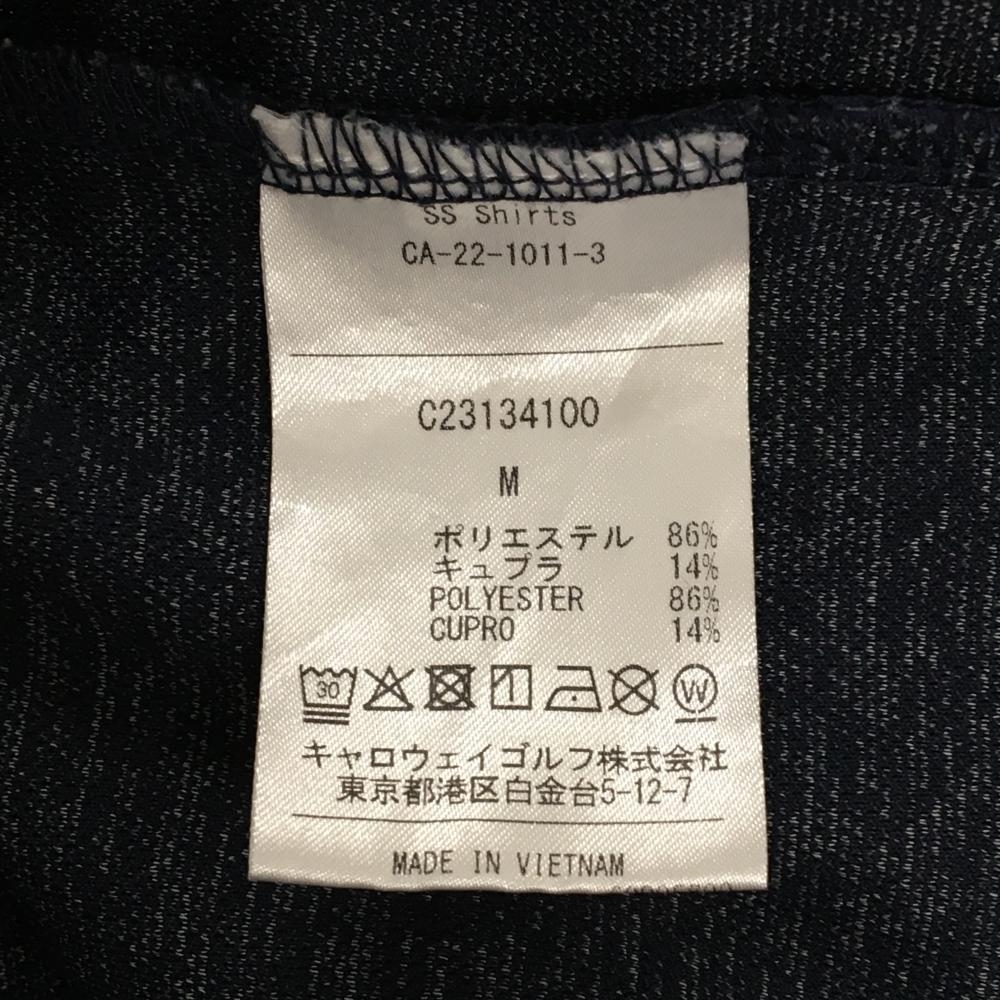 SS Shirts
CA-22-1011-3
C23134100
M
ポリエステル 86%
キュプラ 14%
POLYESTER 86%
CUPRO 14%
30
W
キャロウェイゴルフ株式会社
東京都港区白金台5-12-7
MADE IN VIETNAM